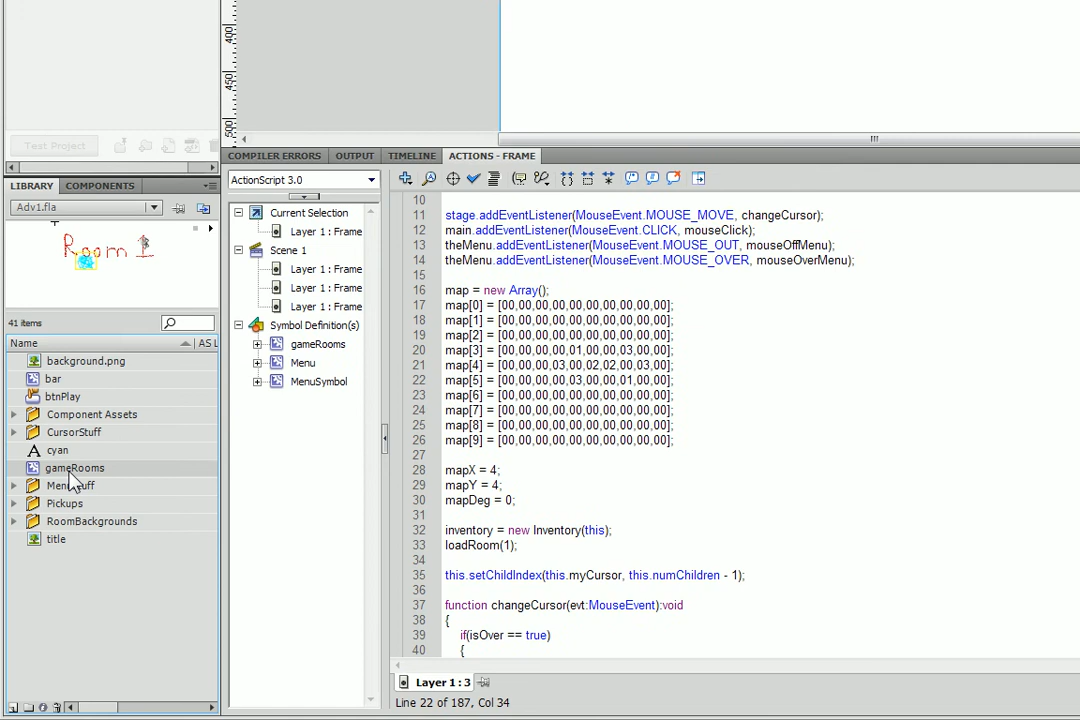 400
450
500
Test Project
COMPILER ERRORS OUTPUT TIMELINE ACTIONS - FRAME
LIBRARY COMPONENTS
ActionScript 3.0
Adv1.fla
Room 1
41 items
Name AS L
background.png
bar
btnPlay
Component Assets
CursorStuff
A cyan
gameRooms
Pickups
RoomBackgrounds
title
Current Selection
Layer 1 : Frame
Scene 1
Layer 1 : Frame
Layer 1 : Frame
Layer 1 : Frame
Symbol Definition(s)
gameRooms
Menu
MenuSymbol
10
11 stage.addEventListener(MouseEvent.MOUSE_MOVE, changeCursor);
12 main.addEventListener(MouseEvent.CLICK, mouseClick);
13 theMenu.addEventListener(MouseEvent.MOUSE_OUT, mouseOffMenu);
14 theMenu.addEventListener(MouseEvent.MOUSE_OVER, mouseOverMenu);
15
16 map = new Array();
17 map[0] = [00,00,00,00,00,00,00,00,00,00];
18 map[1] = [00,00,00,00,00,00,00,00,00,00];
19 map[2] = [00,00,00,00,00,00,00,00,00,00];
20 map[3] = [00,00,00,00,01,00,00,03,00,00];
21 map[4] = [00,00,00,03,00,02,02,00,03,00];
22 map[5] = [00,00,00,00,03,00,00,01,00,00];
23 map[6] = [00,00,00,00,00,00,00,00,00,00];
24 map[7] = [00,00,00,00,00,00,00,00,00,00];
25 map[8] = [00,00,00,00,00,00,00,00,00,00];
26 map[9] = [00,00,00,00,00,00,00,00,00,00];
27
28 mapX = 4;
29 mapY = 4;
30 mapDeg = 0;
31
32 inventory = new Inventory(this);
33 loadRoom(1);
34
35 this.setChildIndex(this.myCursor, this.numChildren - 1);
36
37 function changeCursor(evt:MouseEvent):void
38 {
39 if(isOver == true)
40 {
Layer 1 : 3
Line 22 of 187, Col 34